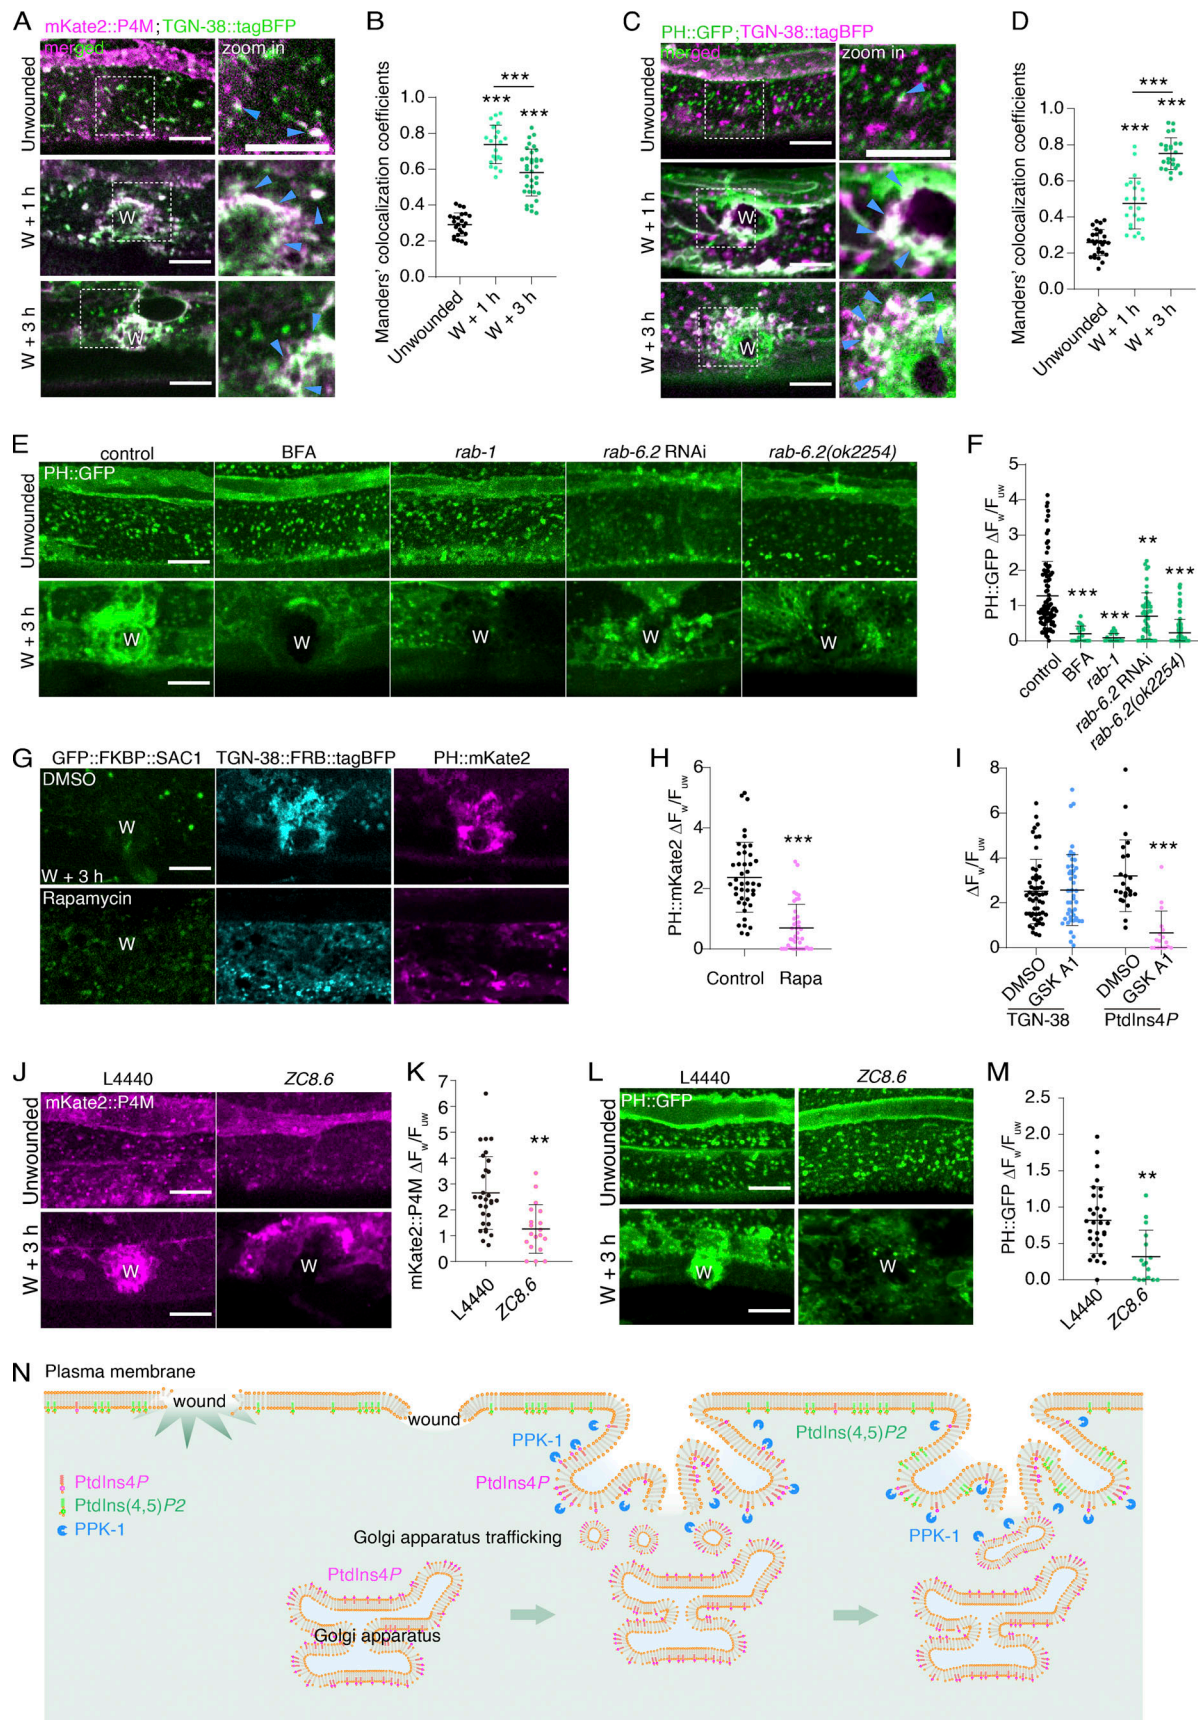 A
mKate2::P4M;TGN-38::tagBFP
merged
zoom in
Unwounded
W + 1 h
W
W + 3 h
W
B
Manders' colocalization coefficients
1.0
0.8
0.6
0.4
0.2
0.0
***
***
***
Unwounded
W + 1 h
W + 3 h
C
PH::GFP;TGN-38::tagBFP
merged
zoom in
Unwounded
W + 1 h
W
W + 3 h
W
D
Manders' colocalization coefficients
1.0
0.8
0.6
0.4
0.2
0.0
***
***
***
Unwounded
W + 1 h
W + 3 h
E
control
BFA
rab-1
rab-6.2 RNAi
rab-6.2(ok2254)
PH::GFP
Unwounded
W + 3 h
W
W
W
W
W
F
PH::GFP ΔFw/Fuw
5
4
3
2
1
0
***
***
**
***
control
BFA
rab-1
rab-6.2 RNAi
rab-6.2(ok2254)
G
GFP::FKBP::SAC1
TGN-38::FRB::tagBFP
PH::mKate2
DMSO
W
W + 3 h
Rapamycin
W
H
PH::mKate2 ΔFw/Fuw
6
4
2
0
***
Control
Rapa
I
ΔFw/Fuw
8
6
4
2
0
***
DMSO
GSK A1
DMSO
GSK A1
TGN-38
PtdIns4P
J
L4440
ZC8.6
mKate2::P4M
Unwounded
W + 3 h
W
W
K
mKate2::P4M ΔFw/Fuw
7
6
5
4
3
2
1
0
**
L4440
ZC8.6
L
L4440
ZC8.6
PH::GFP
Unwounded
W + 3 h
W
W
M
PH::GFP ΔFw/Fuw
2.5
2.0
1.5
1.0
0.5
0.0
**
L4440
ZC8.6
N
Plasma membrane
wound
wound
PPK-1
PtdIns(4,5)P2
PtdIns4P
PtdIns4P
PtdIns(4,5)P2
PPK-1
PPK-1
Golgi apparatus trafficking
PtdIns4P
Golgi apparatus